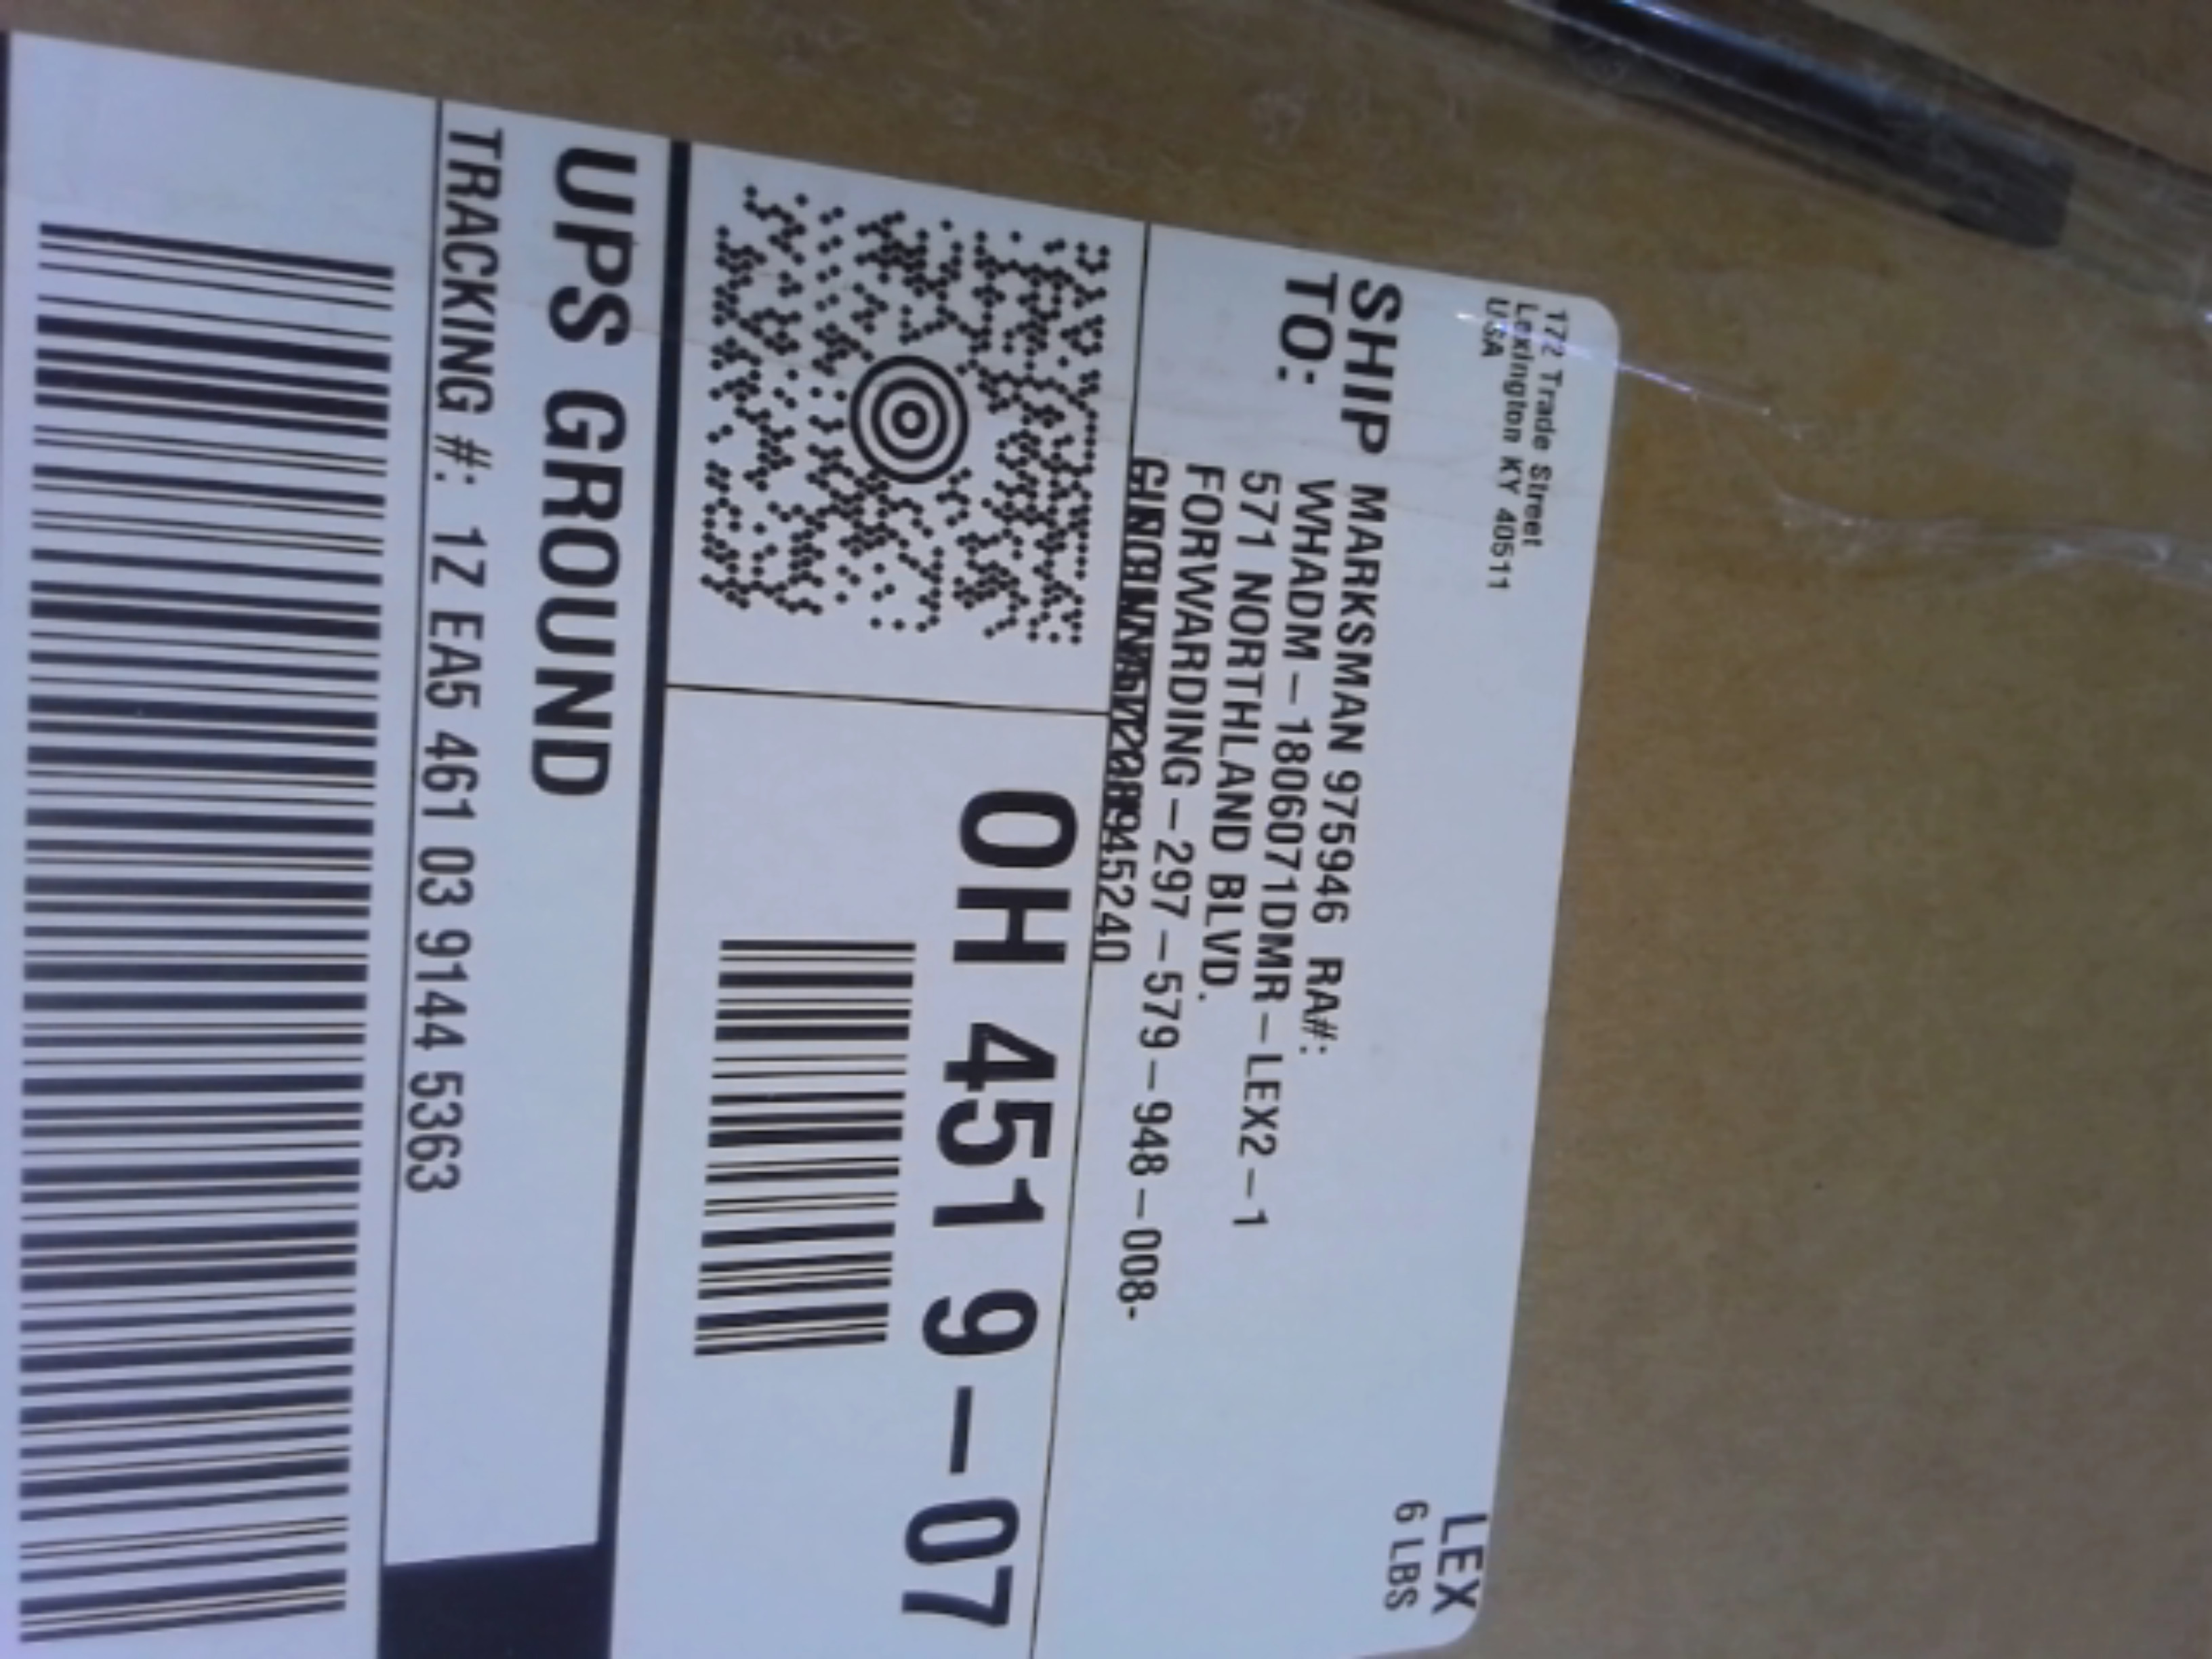 172 Trade Street
Lexington KY 40511
USA
LEX
6 LBS
SHIP
TO:
MARKSMAN 9759946 RA#:
WHADM-1806071DMR-LEX2-1
571 NORTHLAND BLVD.
FORWARDING-297-579-948-008-
OH 451 9-07
UPS GROUND
TRACKING #: 1Z EA5 461 03 9144 5363